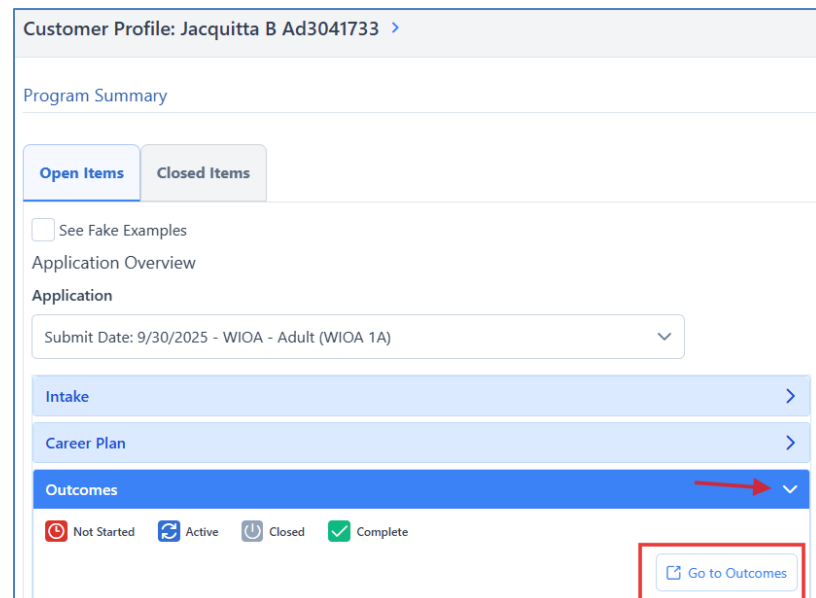 Customer Profile: Jacquitta B Ad3041733
Program Summary
Open Items
Closed Items
See Fake Examples
Application Overview
Application
Submit Date: 9/30/2025 - WIOA - Adult (WIOA 1A)
Intake
Career Plan
Outcomes
Not Started Active Closed Complete
Go to Outcomes